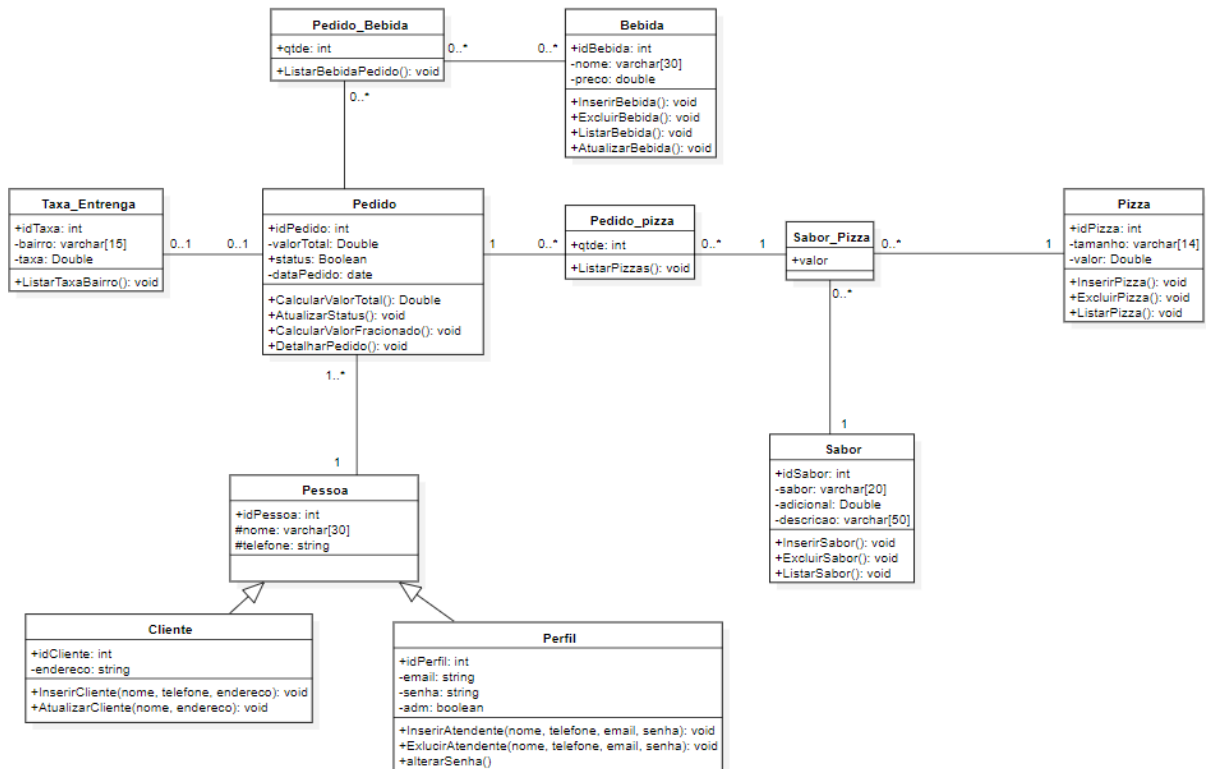 Pedido_Bebida
+qtde: int
+ListarBebidaPedido(): void
0..*
0..*
0..*
Bebida
+idBebida: int
-nome: varchar[30]
-preco: double
+InserirBebida(): void
+ExcluirBebida(): void
+ListarBebida(): void
+AtualizarBebida(): void
Taxa_Entrenga
+idTaxa: int
-bairro: varchar[15]
-taxa: Double
+ListarTaxaBairro(): void
0..1
0..1
Pedido
+idPedido: int
-valorTotal: Double
+status: Boolean
-dataPedido: date
+CalcularValorTotal(): Double
+AtualizarStatus(): void
+CalcularValorFracionado(): void
+DetalharPedido(): void
1
0..*
Pedido_pizza
+qtde: int
+ListarPizzas(): void
0..*
1
Sabor_Pizza
+valor
0..*
1
0..*
Pizza
+idPizza: int
-tamanho: varchar[14]
-valor: Double
+InserirPizza(): void
+ExcluirPizza(): void
+ListarPizza(): void
1..*
1
1
Sabor
+idSabor: int
-sabor: varchar[20]
-adicional: Double
-descricao: varchar[50]
+InserirSabor(): void
+ExcluirSabor(): void
+ListarSabor(): void
Pessoa
+idPessoa: int
#nome: varchar[30]
#telefone: string
Cliente
+idCliente: int
-endereco: string
+InserirCliente(nome, telefone, endereco): void
+AtualizarCliente(nome, endereco): void
Perfil
+idPerfil: int
-email: string
-senha: string
-adm: boolean
+InserirAtendente(nome, telefone, email, senha): void
+ExlucirAtendente(nome, telefone, email, senha): void
+alterarSenha()